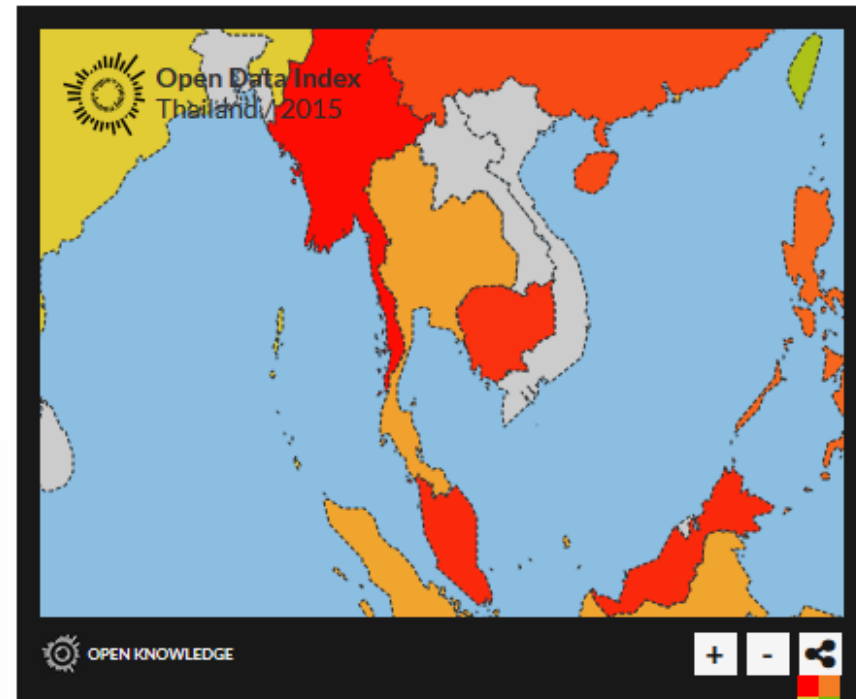 Open Data Index
Thailand / 2015
OPEN KNOWLEDGE
+ -